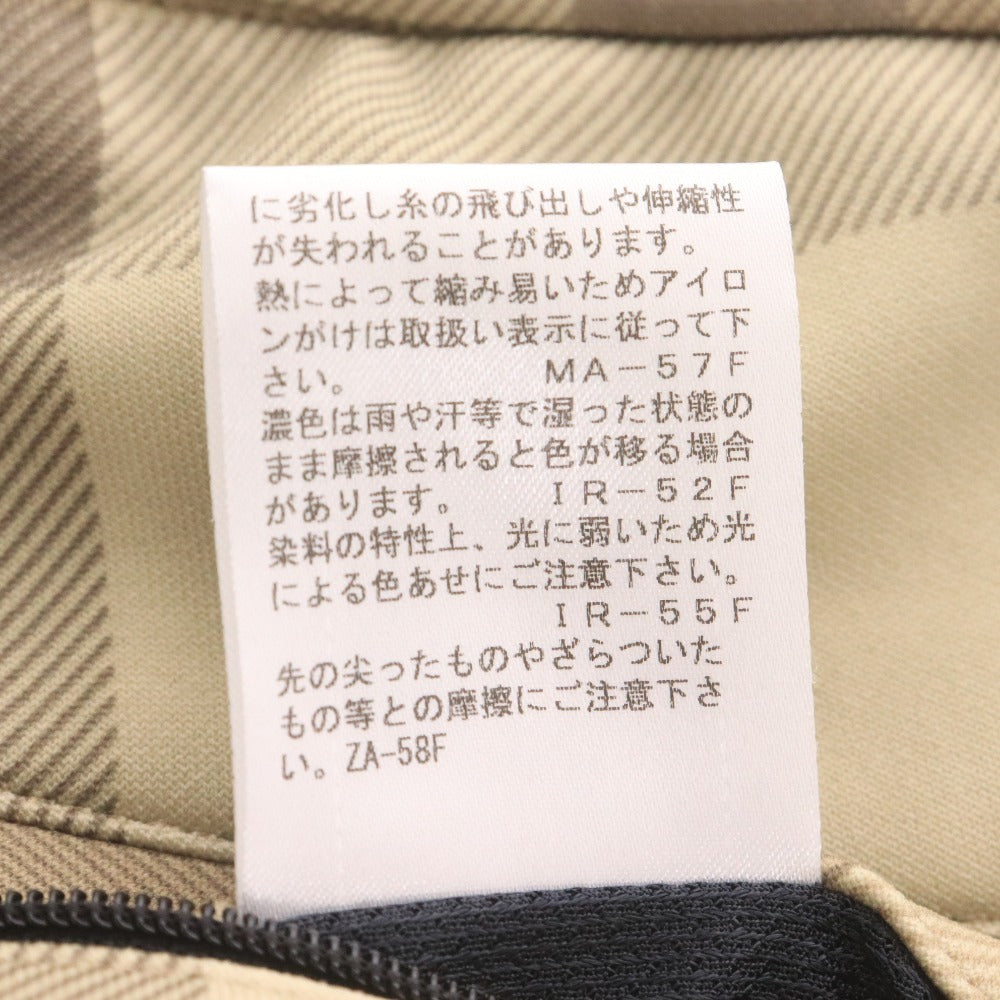 に劣化し糸の飛び出しや伸縮性
が失われることがあります。
熱によって縮み易いためアイロ
ンがけは取扱い表示に従って下
さい。 MA-57F
濃色は雨や汗等で湿った状態の
まま摩擦されると色が移る場合
があります。 IR-52F
染料の特性上、光に弱いため光
による色あせにご注意下さい。
IR-55F
先の尖ったものやざらついた
もの等との摩擦にご注意下さ
い。ZA-58F